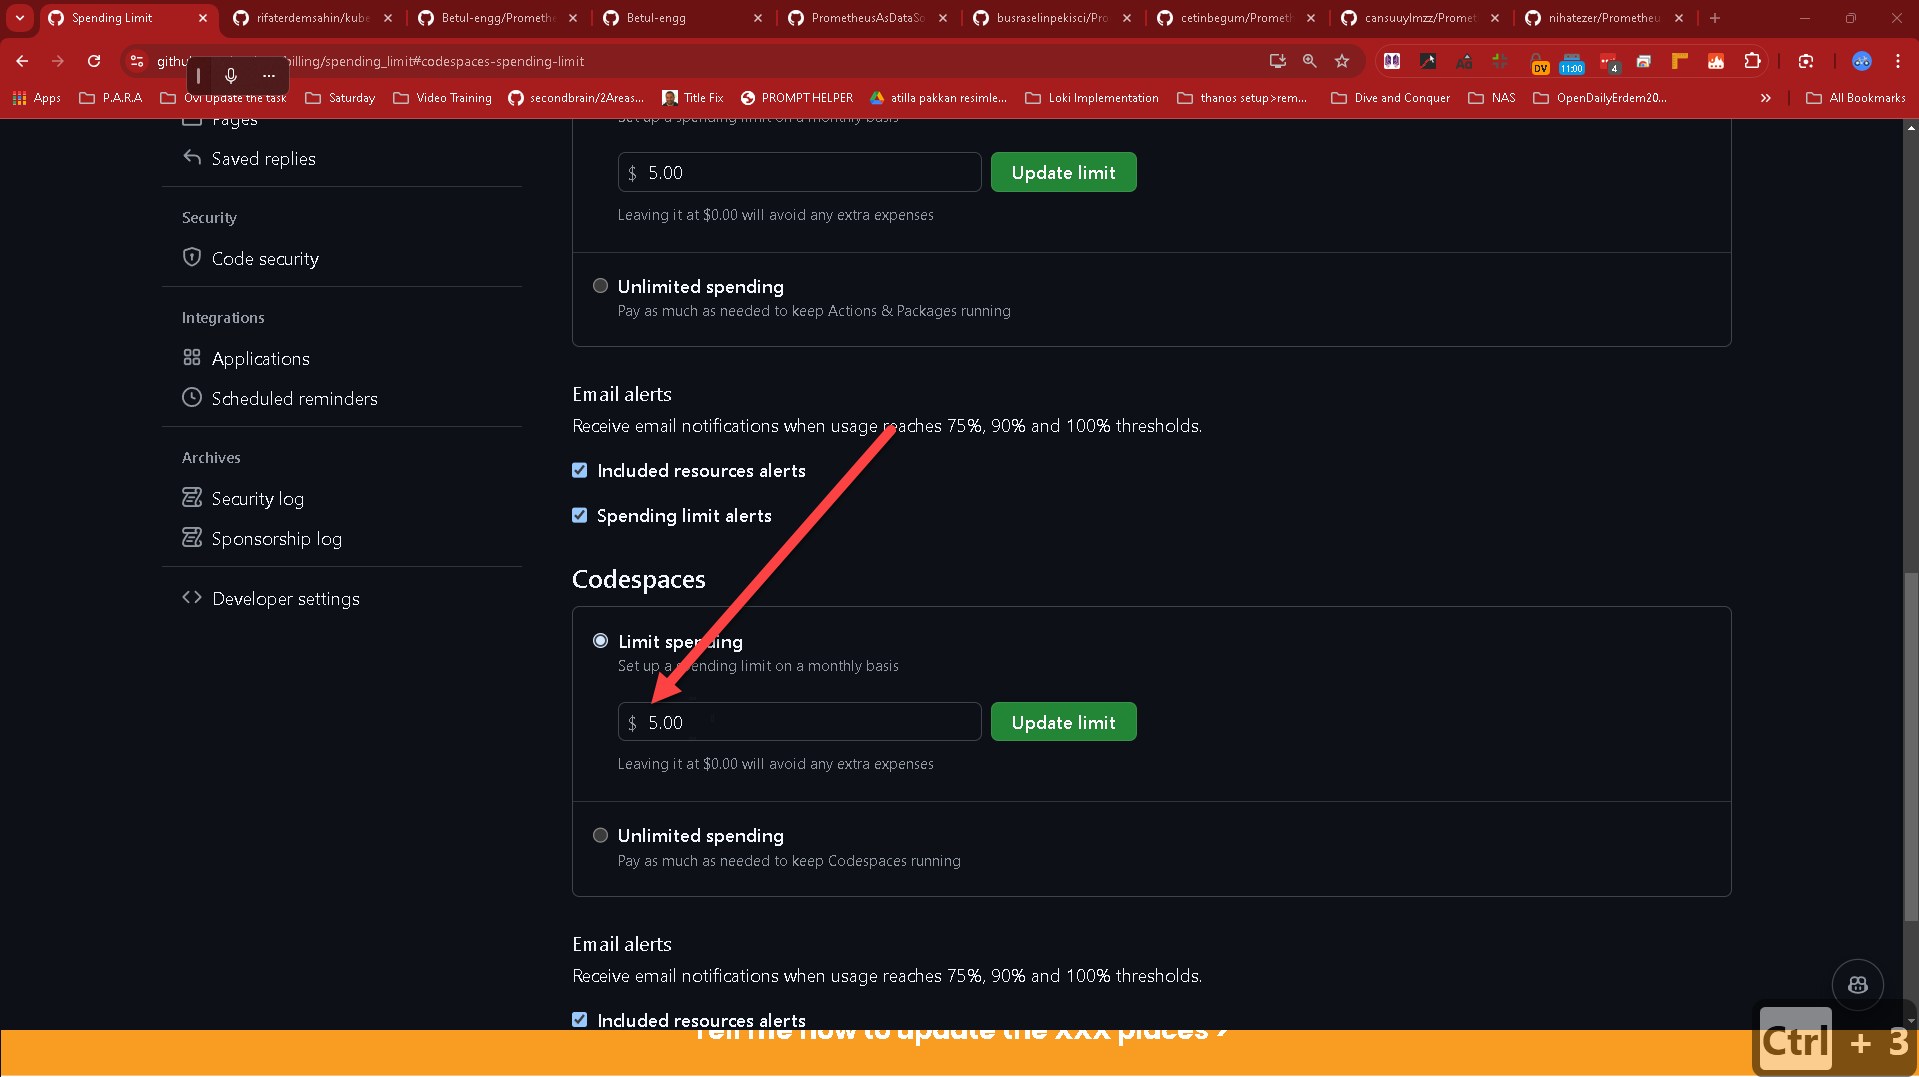 Spending Limit
rifaterdemsahin/kube
Betul-engg/Prometh
Betul-engg
PrometheusAsDataSo
busraselinpekisci/Pro
cetinbegum/Prometh
cansuuylmzz/Promet
nihatezer/Prometheu
billing/spending_limit#codespaces-spending-limit
DV
11:00
4
Apps
P.A.R.A
Ovi Update the task
Saturday
Video Training
secondbrain/2Areas...
Title Fix
PROMPT HELPER
atilla pakkan resimle...
Loki Implementation
thanos setup>rem...
Dive and Conquer
NAS
OpenDailyErdem20...
All Bookmarks
Pages
Saved replies
Security
Code security
Integrations
Applications
Scheduled reminders
Archives
Security log
Sponsorship log
Developer settings
Set up a spending limit on a monthly basis
$ 5.00
Update limit
Leaving it at $0.00 will avoid any extra expenses
Unlimited spending
Pay as much as needed to keep Actions & Packages running
Email alerts
Receive email notifications when usage reaches 75%, 90% and 100% thresholds.
Included resources alerts
Spending limit alerts
Codespaces
Limit spending
Set up a spending limit on a monthly basis
$ 5.00
Update limit
Leaving it at $0.00 will avoid any extra expenses
Unlimited spending
Pay as much as needed to keep Codespaces running
Email alerts
Receive email notifications when usage reaches 75%, 90% and 100% thresholds.
Included resources alerts
Tell me how to update the XXX places ?
Ctrl + 3